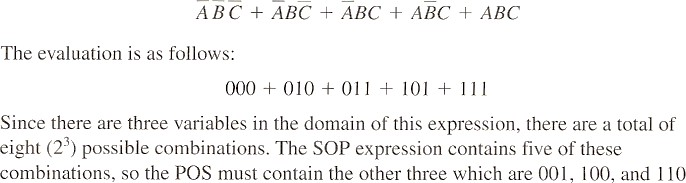 A̅ B̅ C̅ + A̅BC̅ + A̅BC + AB̅C + ABC
The evaluation is as follows:
000 + 010 + 011 + 101 + 111
Since there are three variables in the domain of this expression, there are a total of
eight (2³) possible combinations. The SOP expression contains five of these
combinations, so the POS must contain the other three which are 001, 100, and 110